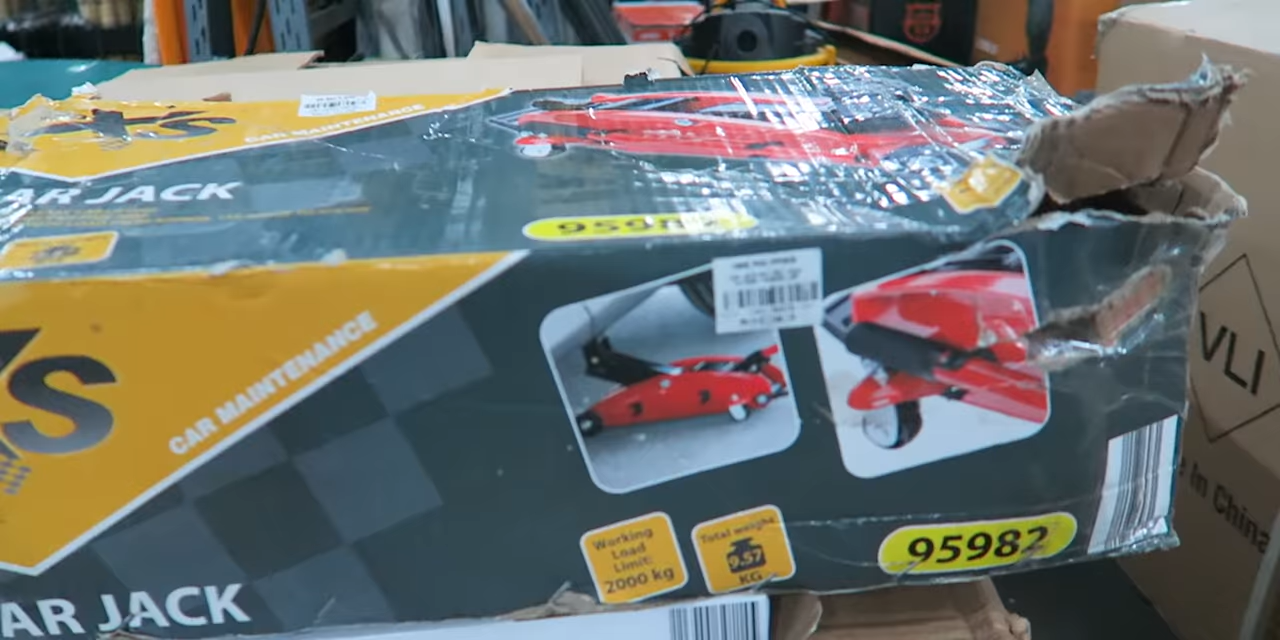 CAR MAINTENANCE
AR JACK
95982
S
CAR MAINTENANCE
Working
Load
Limit:
2000 kg
Total weight
9.57
KG
95982
AR JACK
VLI
in China